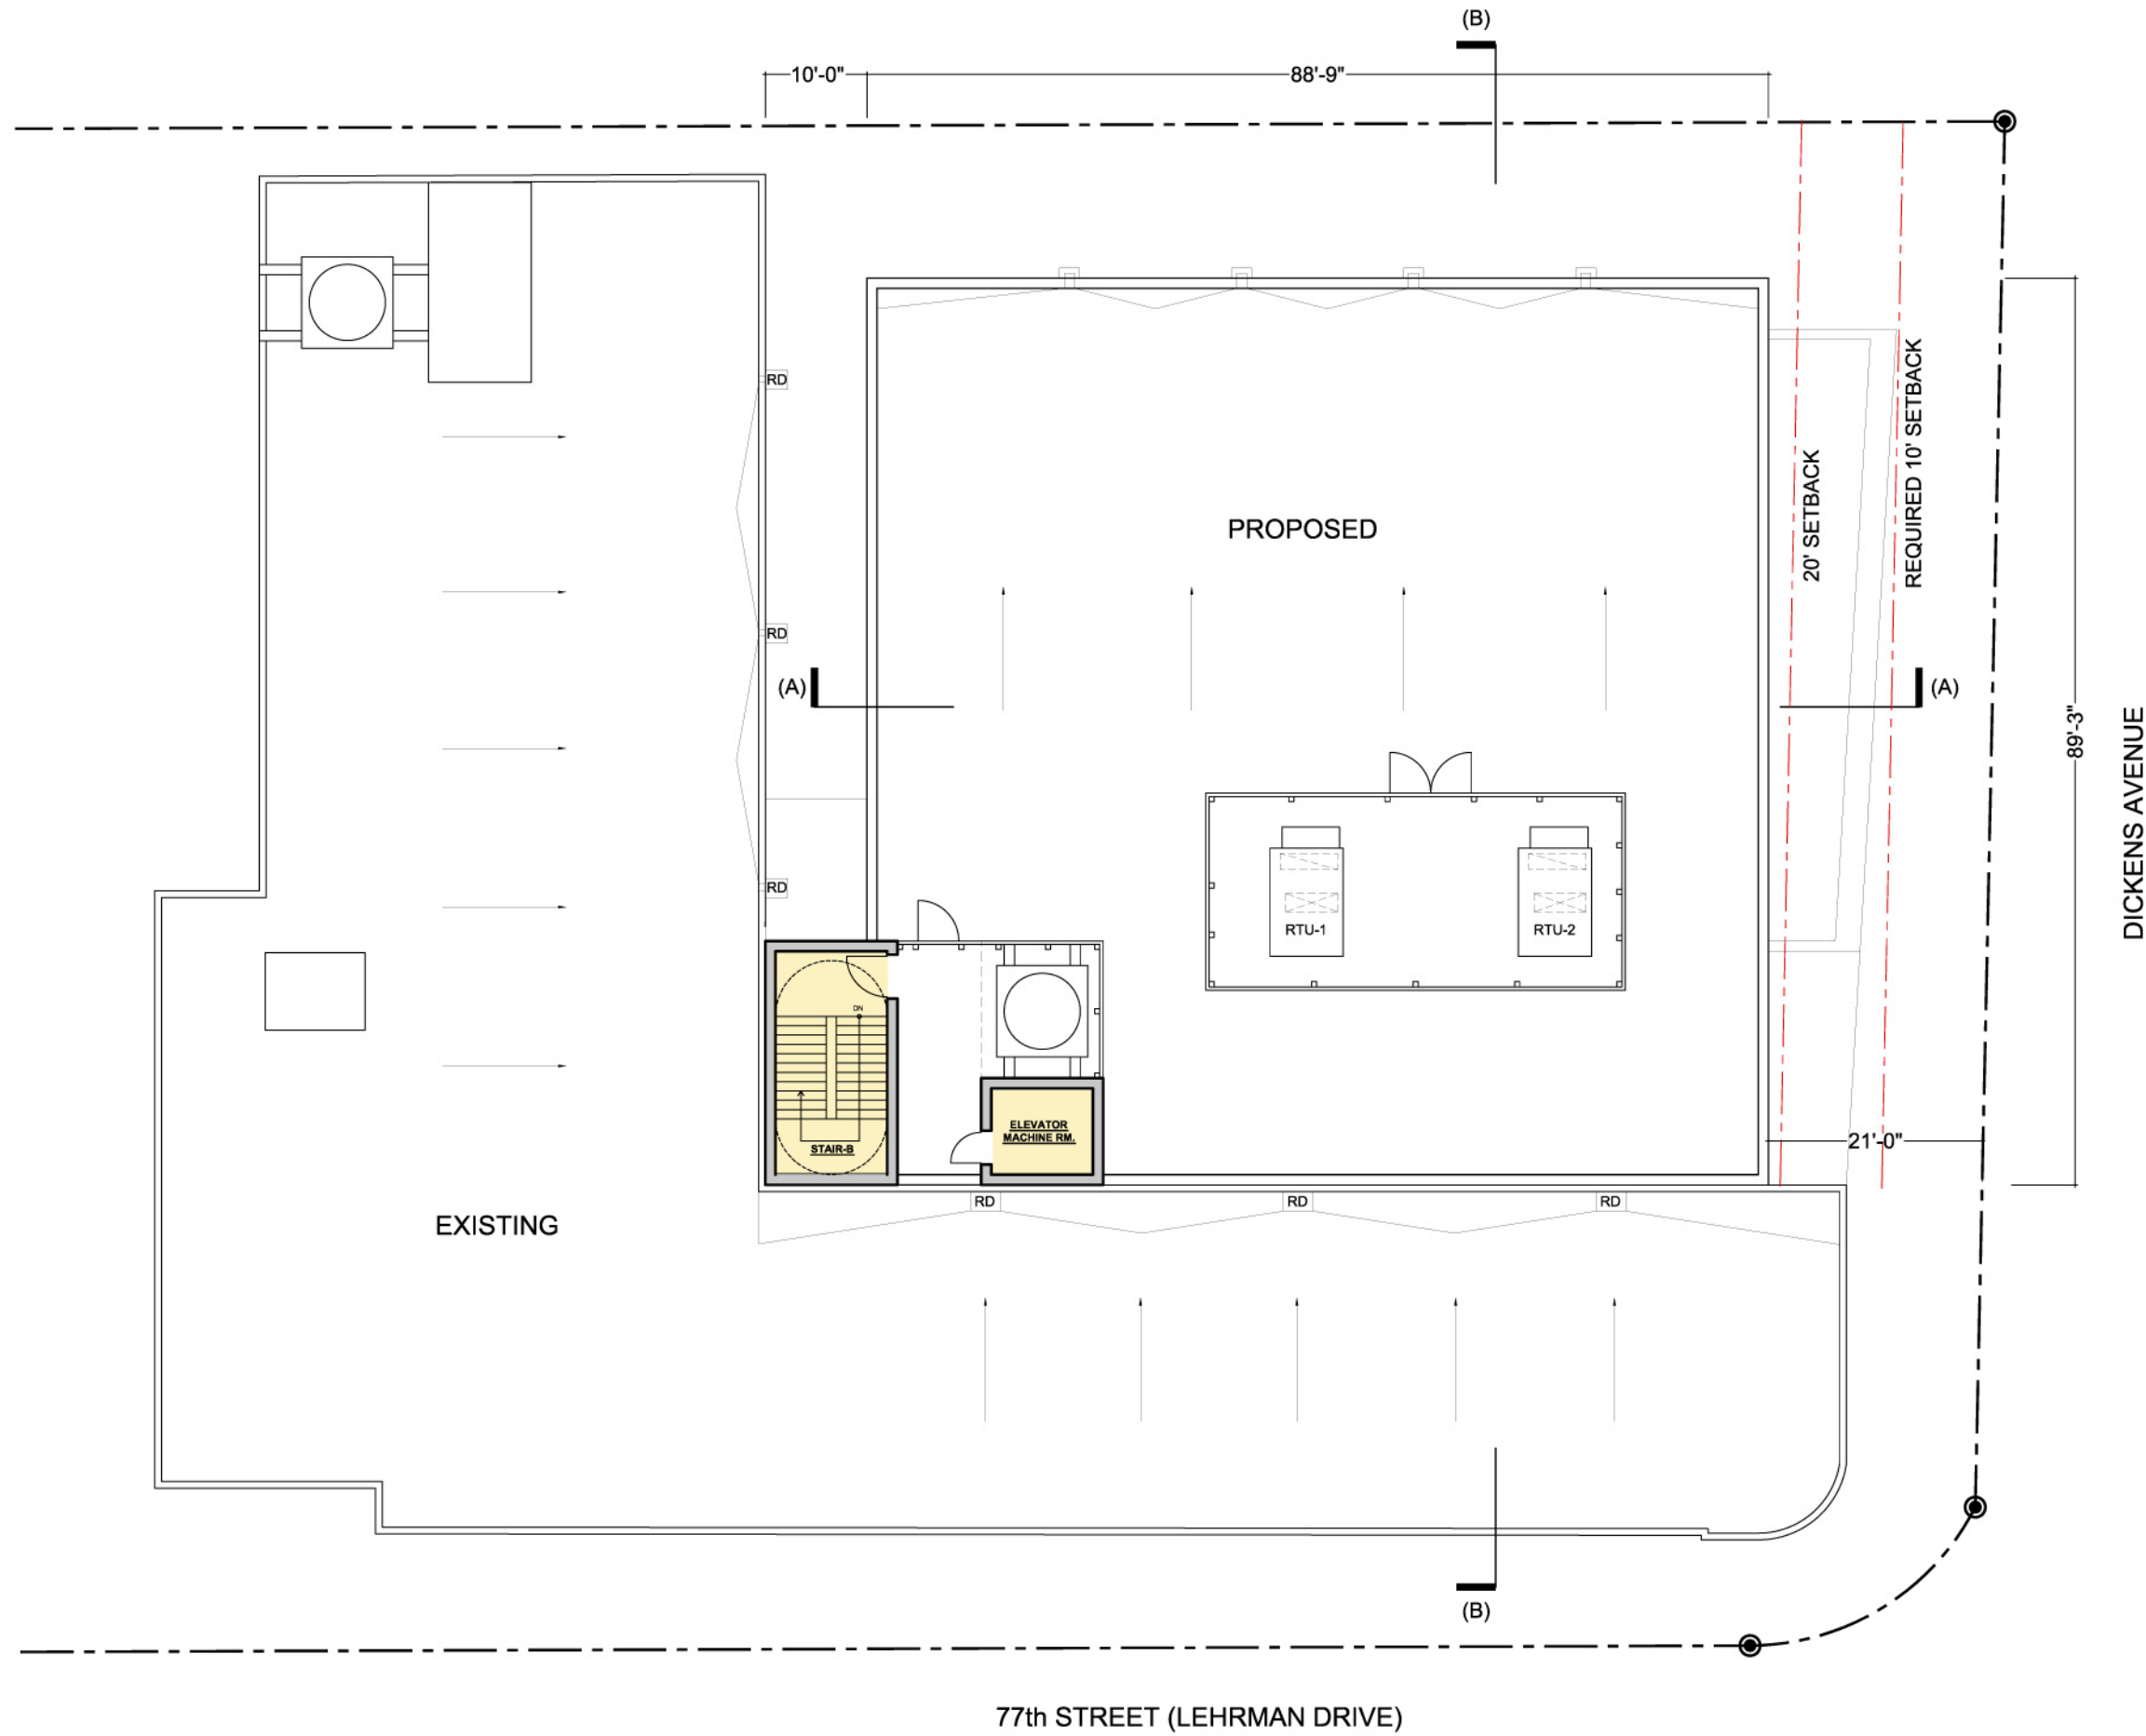 (B)
10'-0"
88'-9"
RD
REQUIRED 10' SETBACK
20' SETBACK
PROPOSED
RD
(A)
(A)
89'-3"
DICKENS AVENUE
RD
RTU-1
RTU-2
DN
ELEVATOR
MACHINE RM.
STAIR-B
21'-0"
RD
RD
RD
EXISTING
(B)
77th STREET (LEHRMAN DRIVE)